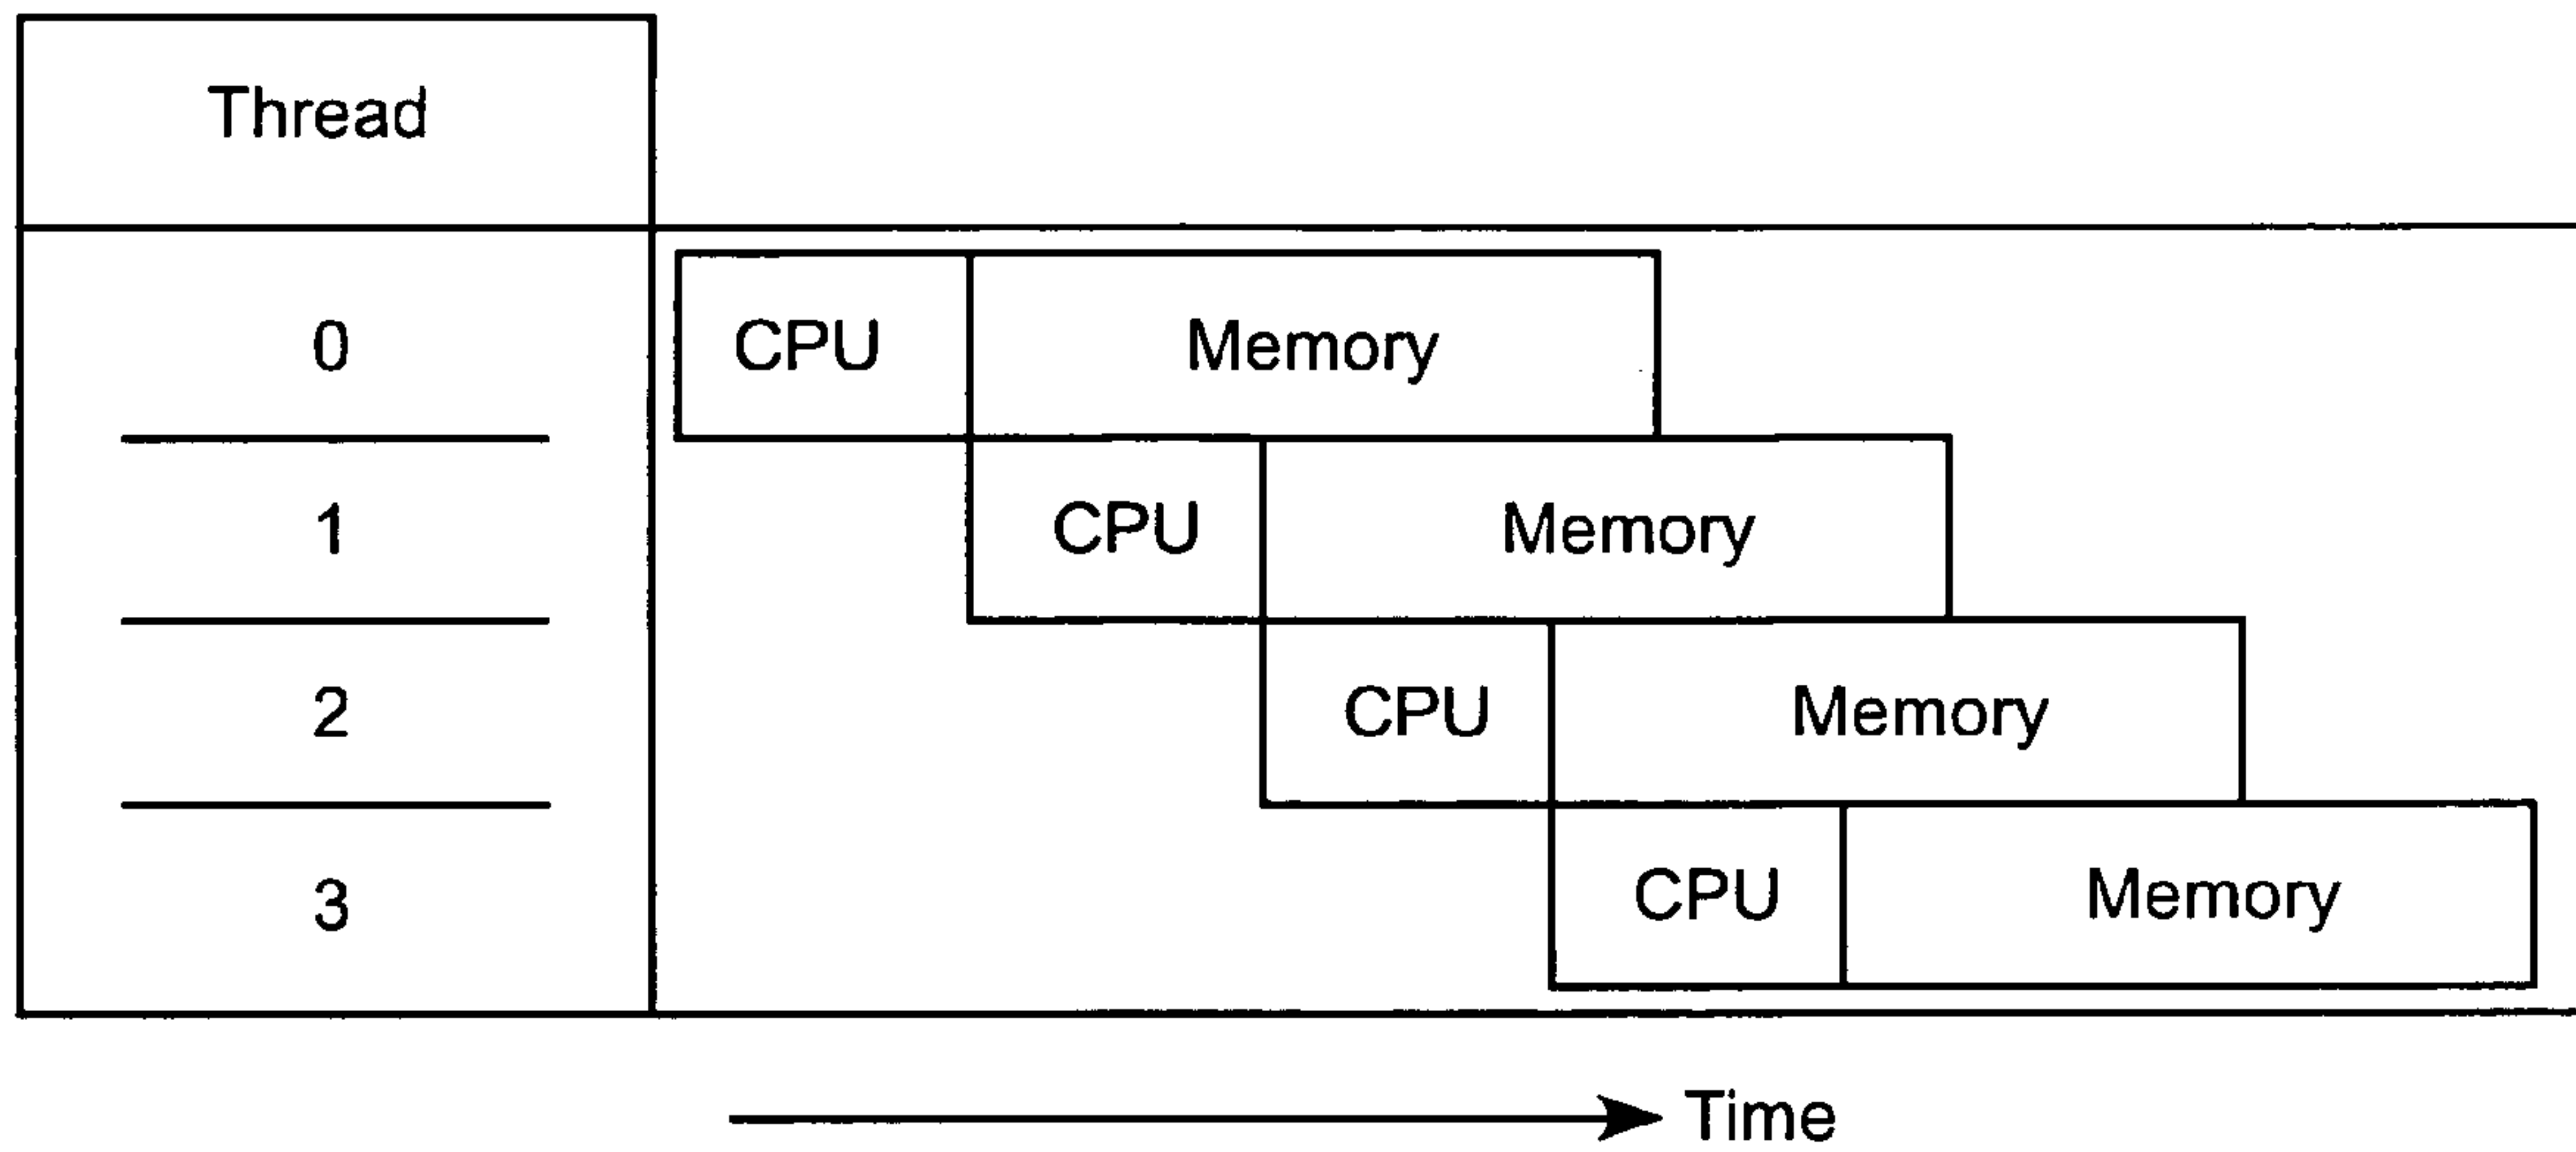 Thread
0 CPU Memory
1 CPU Memory
2 CPU Memory
3 CPU Memory
Time